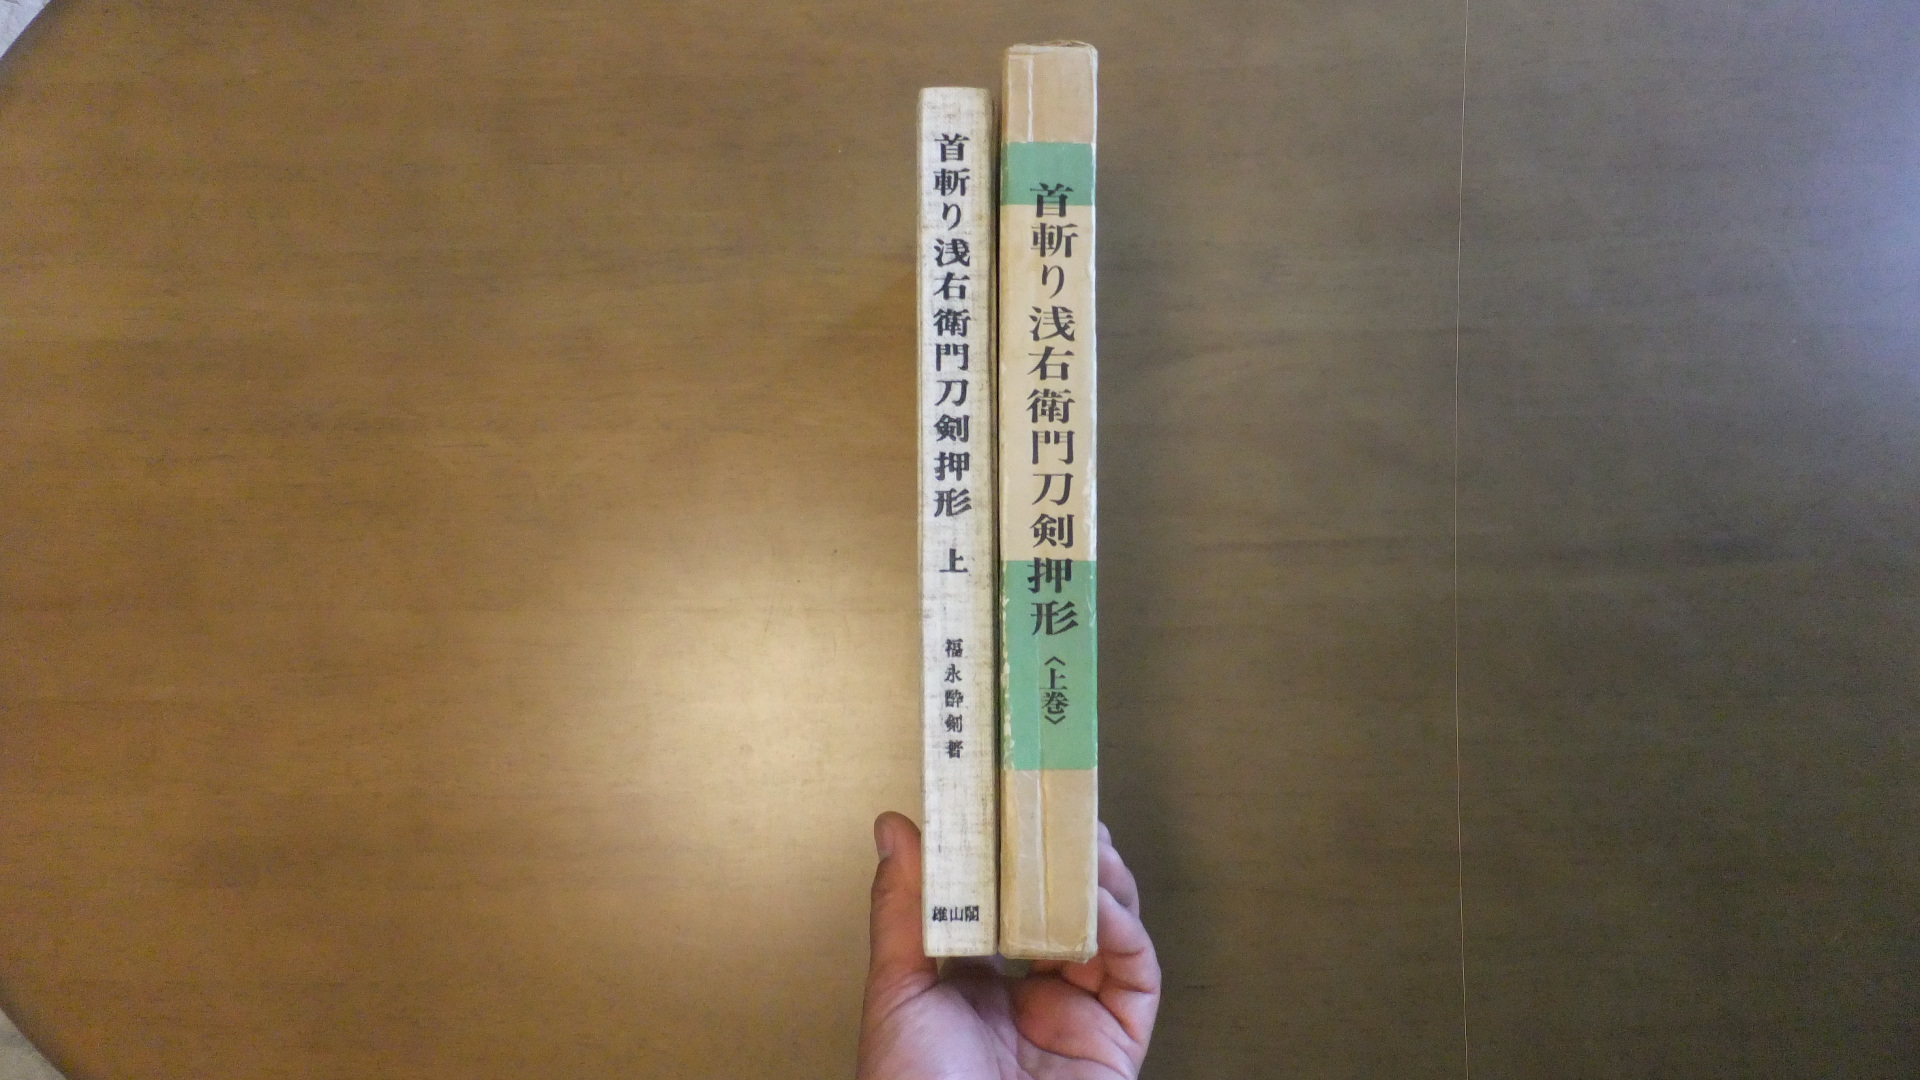 首斬り浅右衛門刀剣押形 上
福永酔剣著
雄山閣
首斬り浅右衛門刀剣押形〈上巻〉